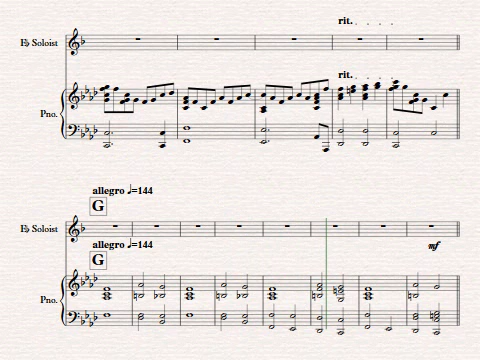 rit.
E♭ Soloist
rit.
Pno.
allegro ♩=144
G
E♭ Soloist
allegro ♩=144
mf
G
Pno.